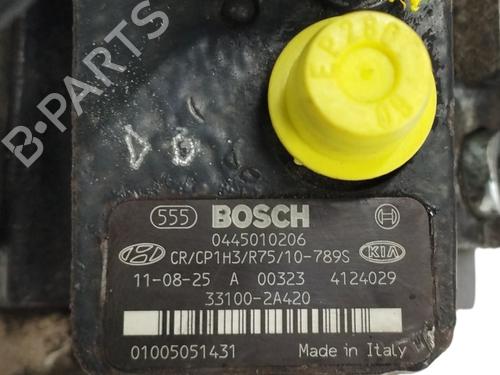 555 BOSCH
0445010206
CR/CP1H3/R75/10-789S KIA
11-08-25 A 00323 4124029
33100-2A420
01005051431 Made in Italy
B-PARTS